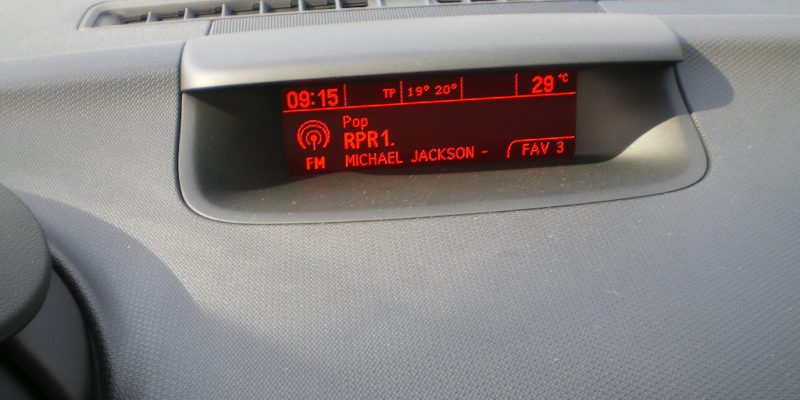 09:15 TP 19° 20° 29°C
Pop
RPR1.
FM MICHAEL JACKSON - FAV 3